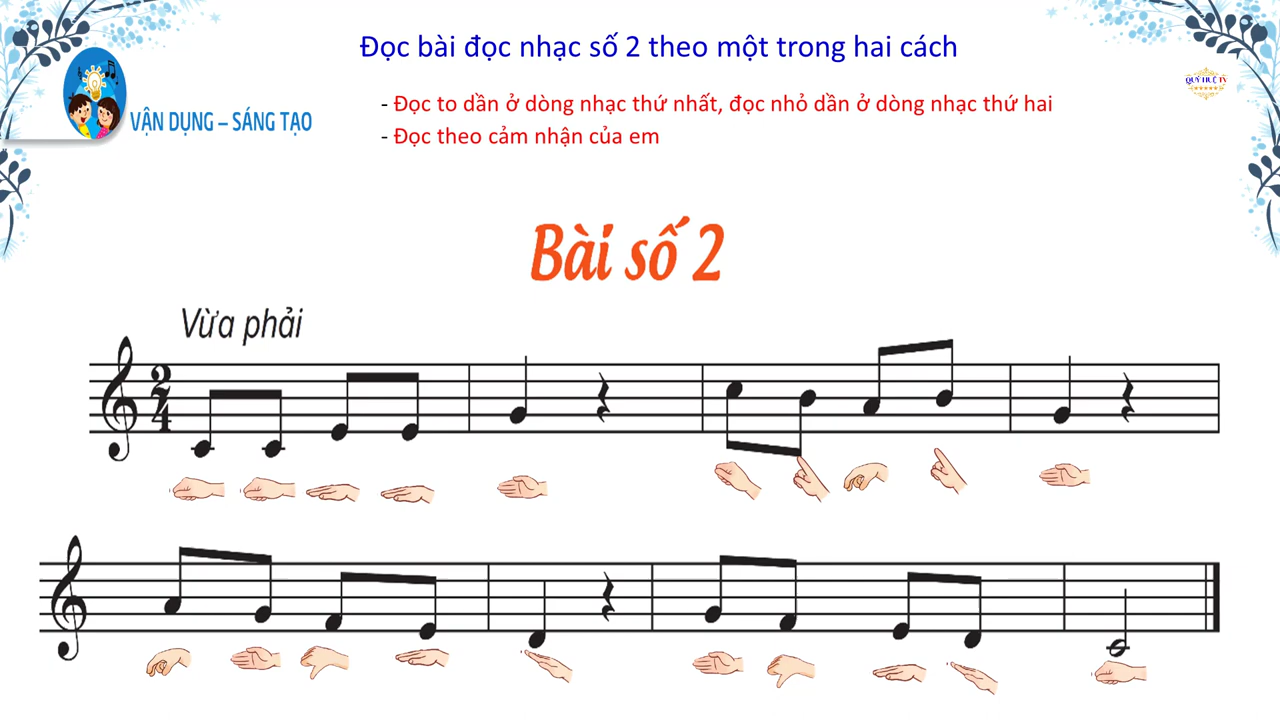 Đọc bài đọc nhạc số 2 theo một trong hai cách
- Đọc to dần ở dòng nhạc thứ nhất, đọc nhỏ dần ở dòng nhạc thứ hai
- Đọc theo cảm nhận của em
VẬN DỤNG – SÁNG TẠO
Bài số 2
Vừa phải
2
4